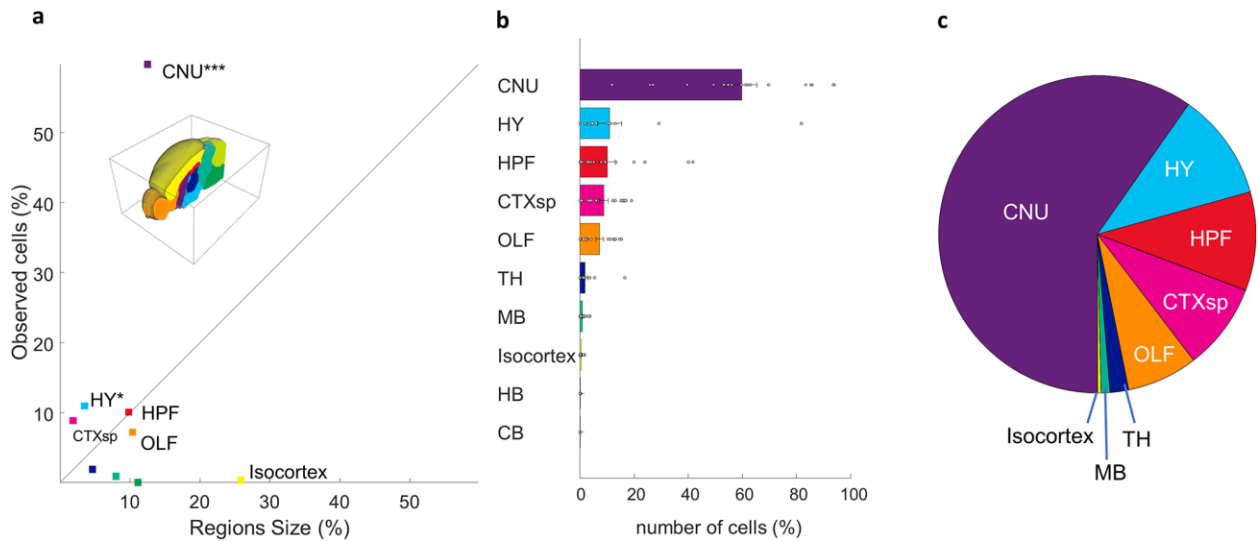 a
CNU***
50
40
30
20
10
Observed cells (%)
HY*
HPF
CTXsp
OLF
Isocortex
10 20 30 40 50
Regions Size (%)
b
CNU
HY
HPF
CTXsp
OLF
TH
MB
Isocortex
HB
CB
0 20 40 60 80 100
number of cells (%)
c
CNU
HY
HPF
CTXsp
OLF
Isocortex
TH
MB